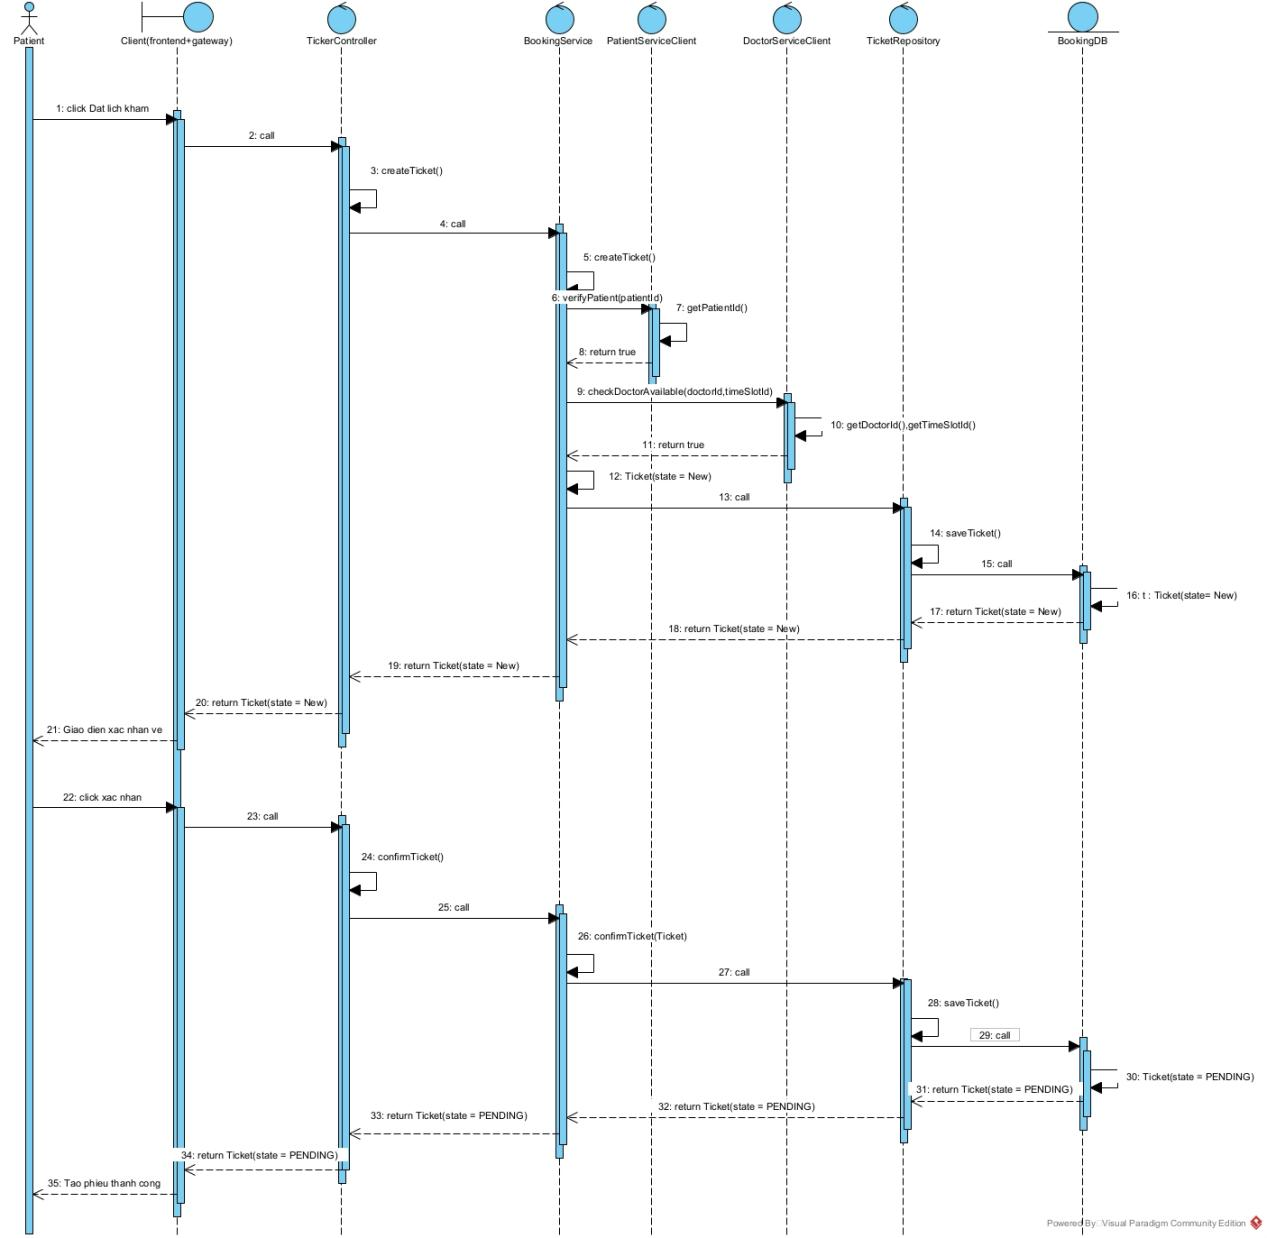 Patient
Client(frontend+gateway)
TickerController
BookingService
PatientServiceClient
DoctorServiceClient
TicketRepository
BookingDB
1: click Dat lich kham
2: call
3: createTicket()
4: call
5: createTicket()
6: verifyPatient(patientId)
7: getPatientId()
8: return true
9: checkDoctorAvailable(doctorId,timeSlotId)
10: getDoctorId(),getTimeSlotId()
11: return true
12: Ticket(state = New)
13: call
14: saveTicket()
15: call
16: t : Ticket(state= New)
17: return Ticket(state = New)
18: return Ticket(state = New)
19: return Ticket(state = New)
20: return Ticket(state = New)
21: Giao dien xac nhan ve
22: click xac nhan
23: call
24: confirmTicket()
25: call
26: confirmTicket(Ticket)
27: call
28: saveTicket()
29: call
30: Ticket(state = PENDING)
31: return Ticket(state = PENDING)
32: return Ticket(state = PENDING)
33: return Ticket(state = PENDING)
34: return Ticket(state = PENDING)
35: Tao phieu thanh cong
Powered By Visual Paradigm Community Edition